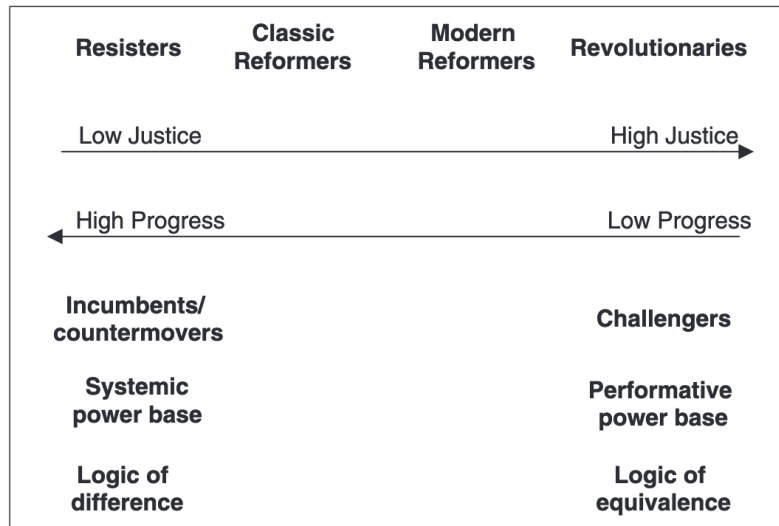 Resisters
Classic
Reformers
Modern
Reformers
Revolutionaries
Low Justice
High Justice
High Progress
Low Progress
Incumbents/
countermovers
Challengers
Systemic
power base
Performative
power base
Logic of
difference
Logic of
equivalence